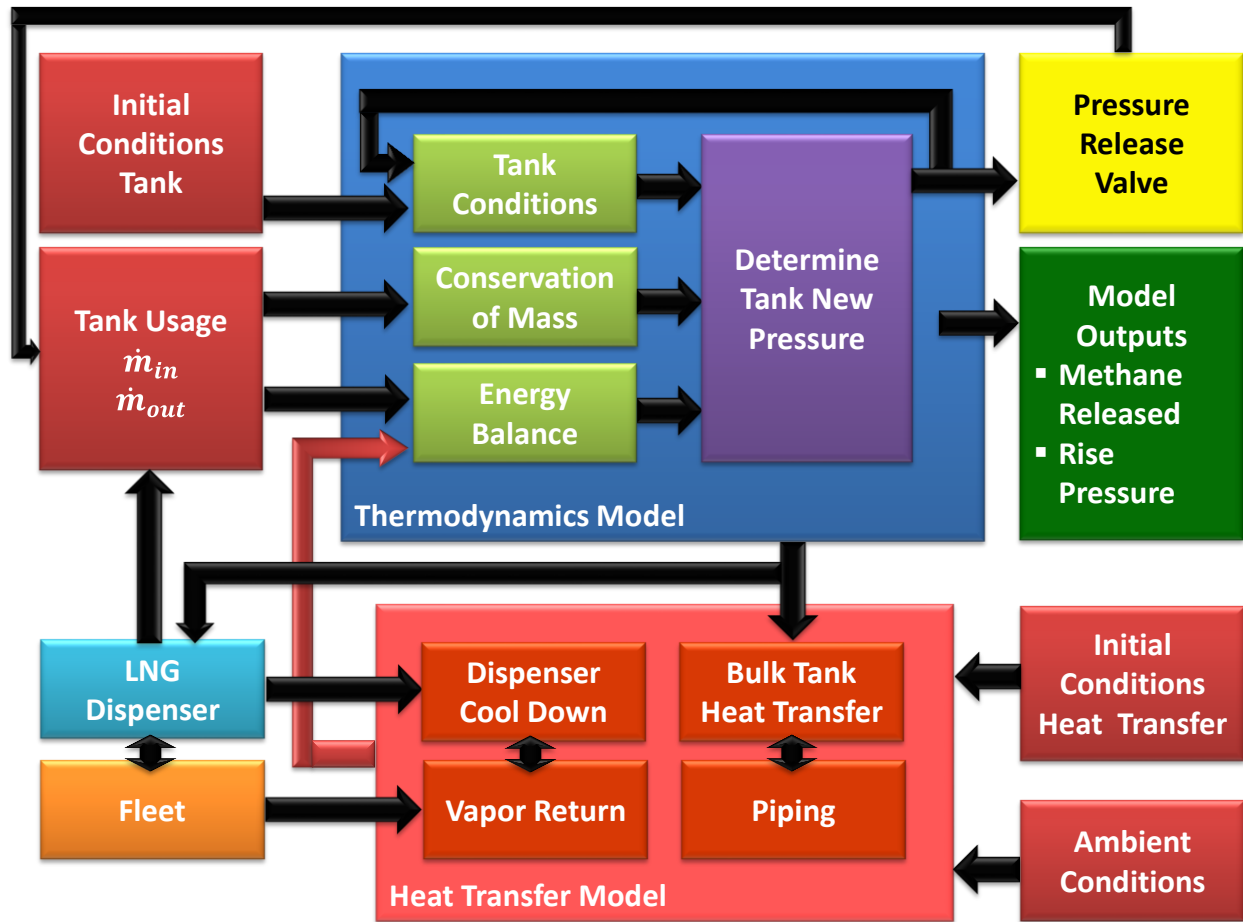 Initial
Conditions
Tank
Tank Usage
ṁ_in
ṁ_out
Tank
Conditions
Conservation
of Mass
Energy
Balance
Determine
Tank New
Pressure
Thermodynamics Model
Pressure
Release
Valve
Model
Outputs
▪ Methane
Released
▪ Rise
Pressure
LNG
Dispenser
Fleet
Dispenser
Cool Down
Bulk Tank
Heat Transfer
Vapor Return
Piping
Heat Transfer Model
Initial
Conditions
Heat Transfer
Ambient
Conditions